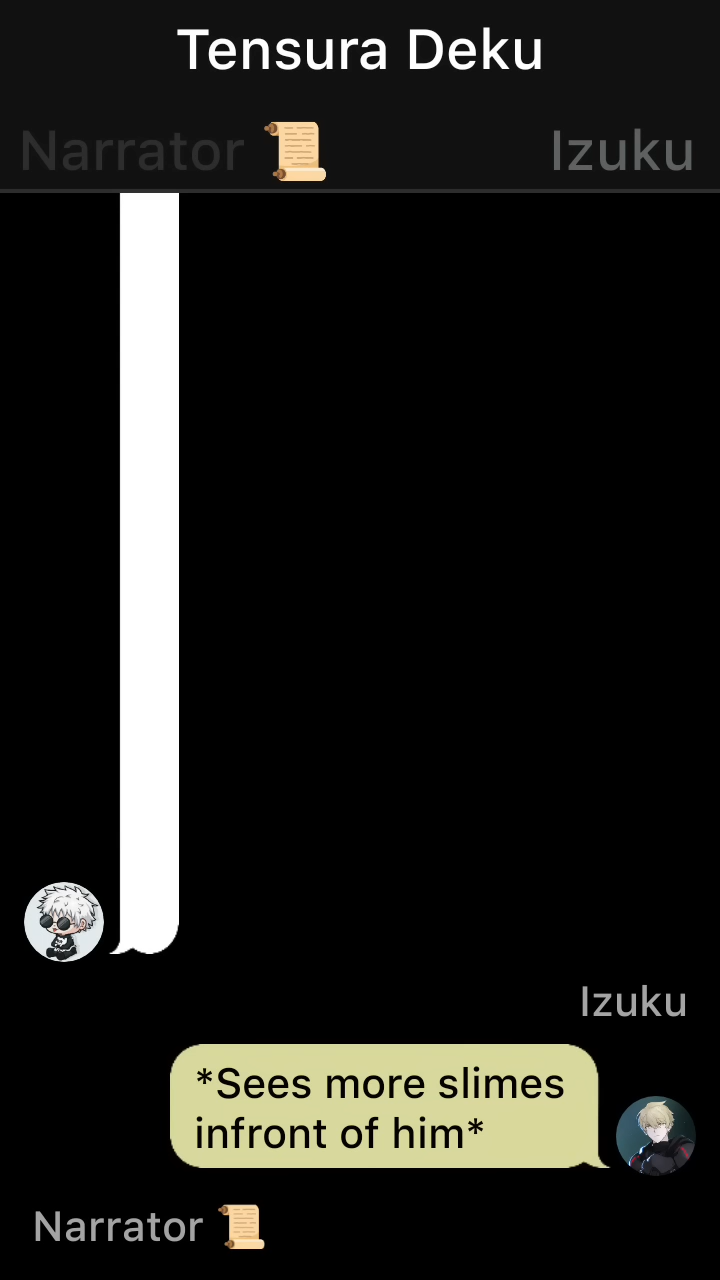 Tensura Deku
Narrator 📜 Izuku
Izuku
*Sees more slimes
infront of him*
Narrator 📜